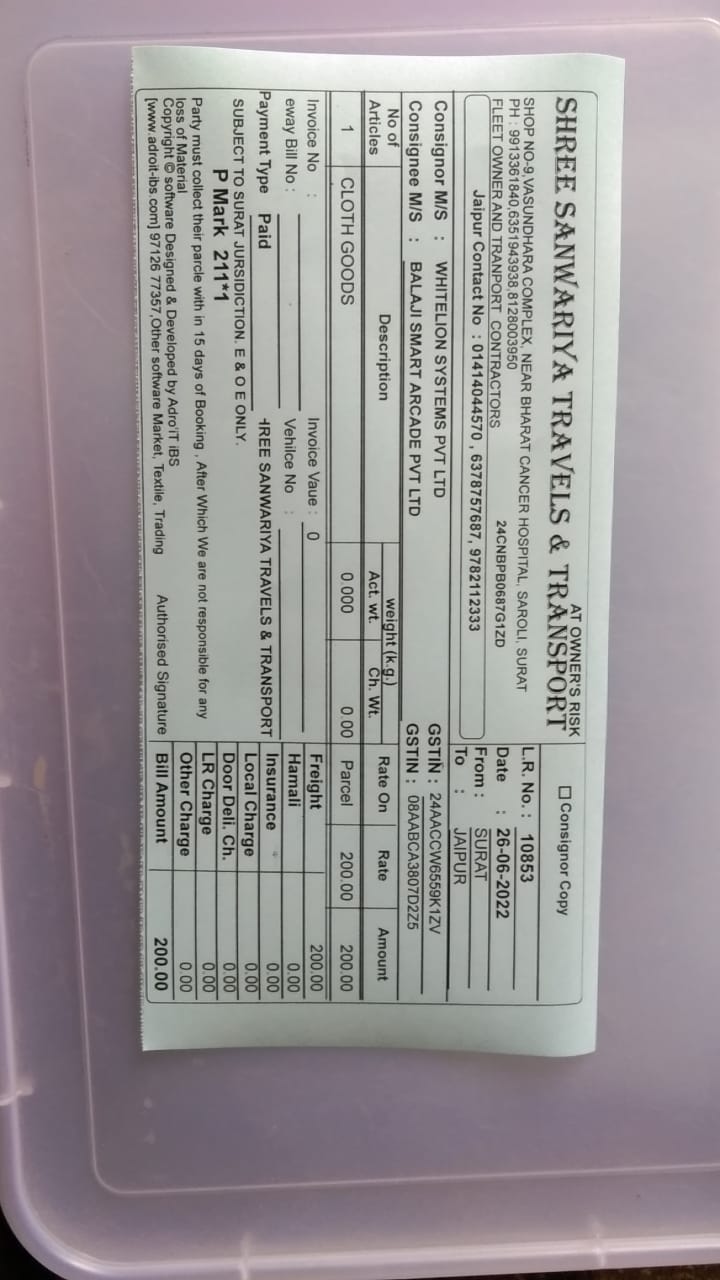 AT OWNER'S RISK
SHREE SANWARIYA TRAVELS & TRANSPORT
SHOP NO-9,VASUNDHARA COMPLEX, NEAR BHARAT CANCER HOSPITAL, SAROLI, SURAT
PH : 9913361840,6351943938,8128003950
FLEET OWNER AND TRANPORT CONTRACTORS 24CNBPB0687G1ZD
Jaipur Contact No : 01414044570 , 6378757687, 9782112333
Consignor Copy
L.R. No. : 10853
Date : 26-06-2022
From : SURAT
To : JAIPUR
Consignor M/S : WHITELION SYSTEMS PVT LTD GSTIN : 24AACCW6559K1ZV
Consignee M/S : BALAJI SMART ARCADE PVT LTD GSTIN : 08AABCA3807D2Z5
No of Articles Description weight (k.g.) Rate On Rate Amount
Act. wt. Ch. Wt.
1 CLOTH GOODS 0.000 0.00 Parcel 200.00 200.00
Invoice No : Invoice Vaue : 0 Freight 200.00
eway Bill No : Vehilce No : Hamali 0.00
Payment Type Paid HREE SANWARIYA TRAVELS & TRANSPORT Insurance 0.00
SUBJECT TO SURAT JURSIDICTION. E & O E ONLY. Local Charge 0.00
P Mark 211*1 Door Deli. Ch. 0.00
Party must collect their parcle with in 15 days of Booking , After Which We are not responsible for any LR Charge 0.00
loss of Material Other Charge 0.00
Copyright © software Designed & Developed by Adro'iT iBS
[www.adroit-ibs.com] 97126 77357,Other software Market, Textile, Trading Authorised Signature Bill Amount 200.00